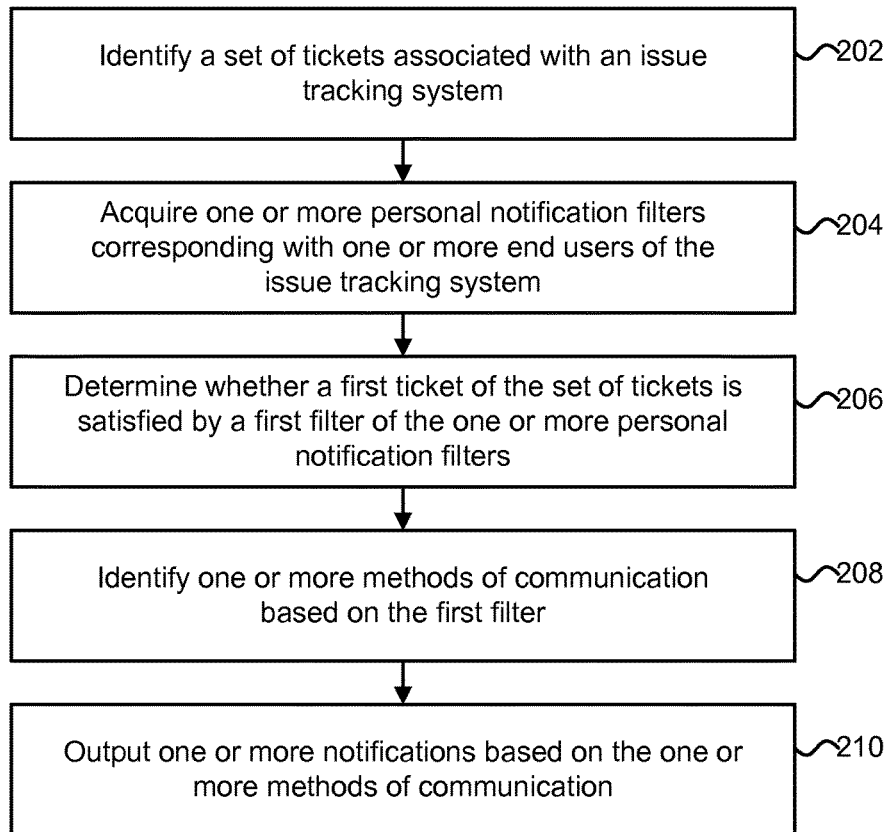 Identify a set of tickets associated with an issue
tracking system
202
Acquire one or more personal notification filters
corresponding with one or more end users of the
issue tracking system
204
Determine whether a first ticket of the set of tickets is
satisfied by a first filter of the one or more personal
notification filters
206
Identify one or more methods of communication
based on the first filter
208
Output one or more notifications based on the one or
more methods of communication
210